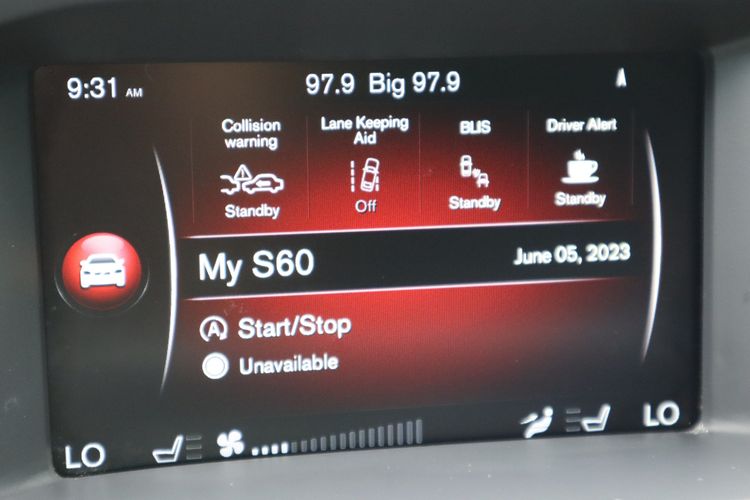 9:31 AM 97.9 Big 97.9
Collision warning
Standby
Lane Keeping Aid
Off
BLIS
Standby
Driver Alert
Standby
My S60 June 05, 2023
A Start/Stop
Unavailable
LO LO